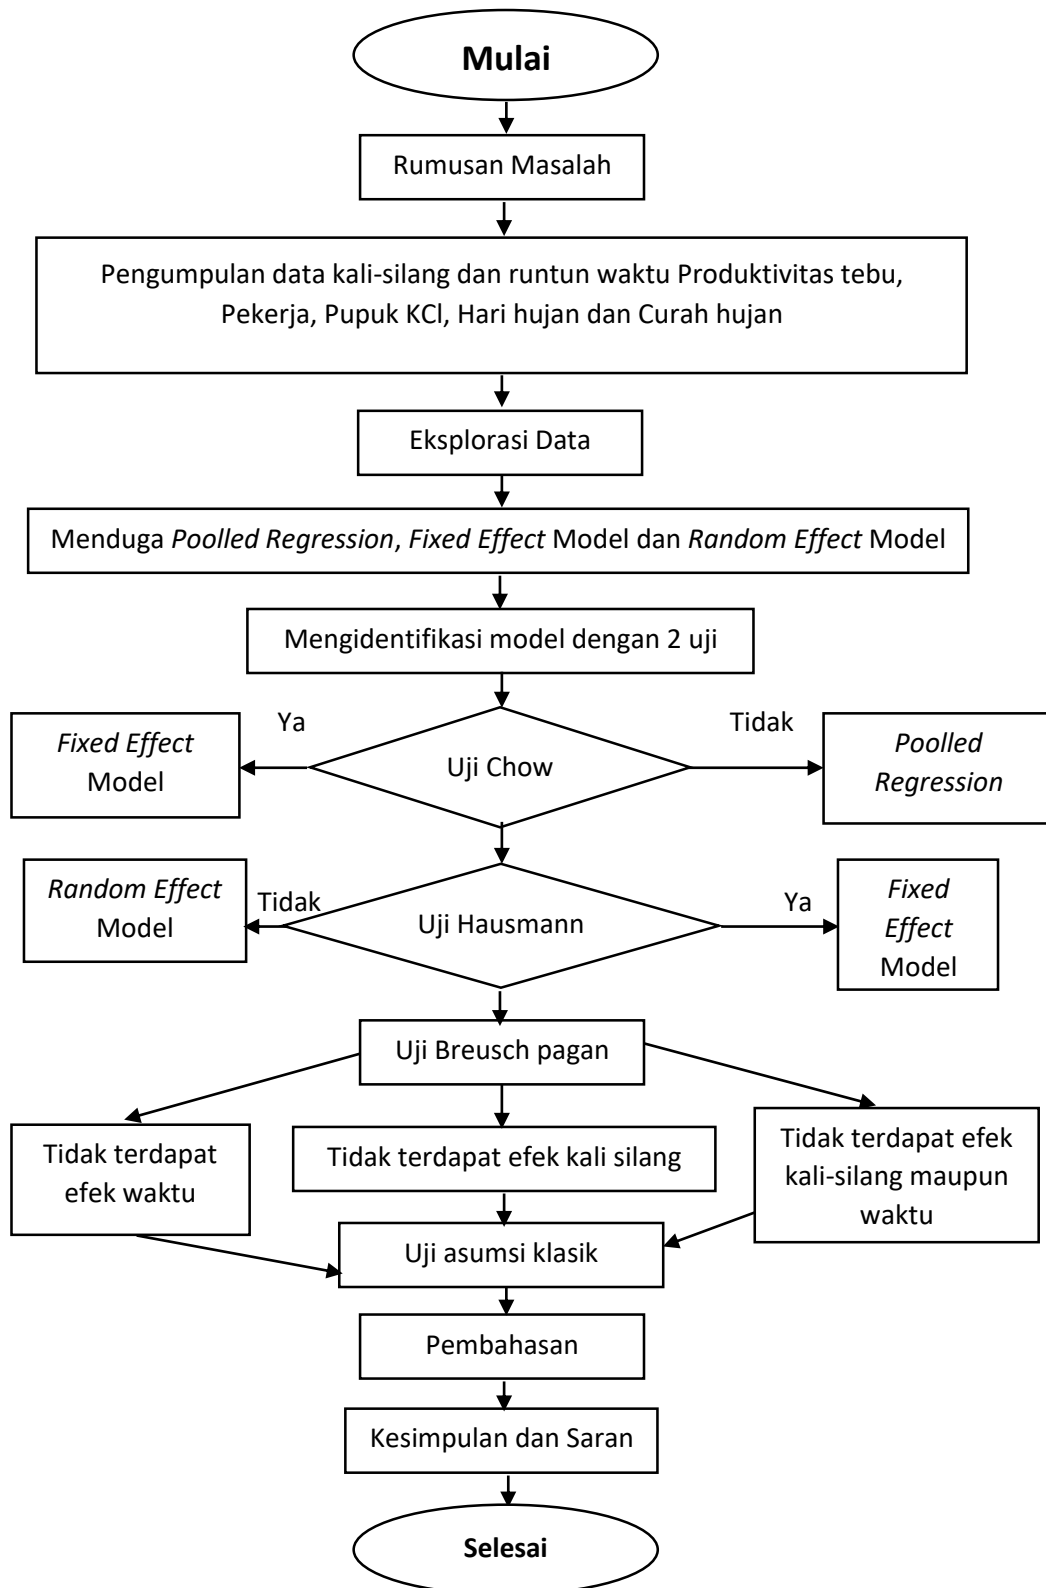 Mulai
Rumusan Masalah
Pengumpulan data kali-silang dan runtun waktu Produktivitas tebu,
Pekerja, Pupuk KCl, Hari hujan dan Curah hujan
Eksplorasi Data
Menduga Poolled Regression, Fixed Effect Model dan Random Effect Model
Mengidentifikasi model dengan 2 uji
Ya
Tidak
Fixed Effect
Model
Uji Chow
Poolled
Regression
Random Effect
Model
Tidak
Uji Hausmann
Ya
Fixed
Effect
Model
Uji Breusch pagan
Tidak terdapat
efek waktu
Tidak terdapat efek kali silang
Tidak terdapat efek
kali-silang maupun
waktu
Uji asumsi klasik
Pembahasan
Kesimpulan dan Saran
Selesai